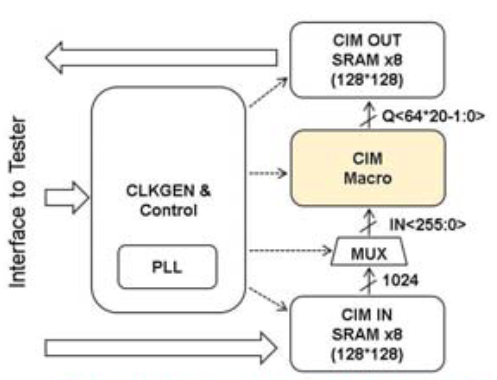 CIM OUT
SRAM x8
(128*128)
Q<64*20-1:0>
CIM
Macro
IN<255:0>
MUX
1024
CIM IN
SRAM x8
(128*128)
CLKGEN &
Control
PLL
Interface to Tester